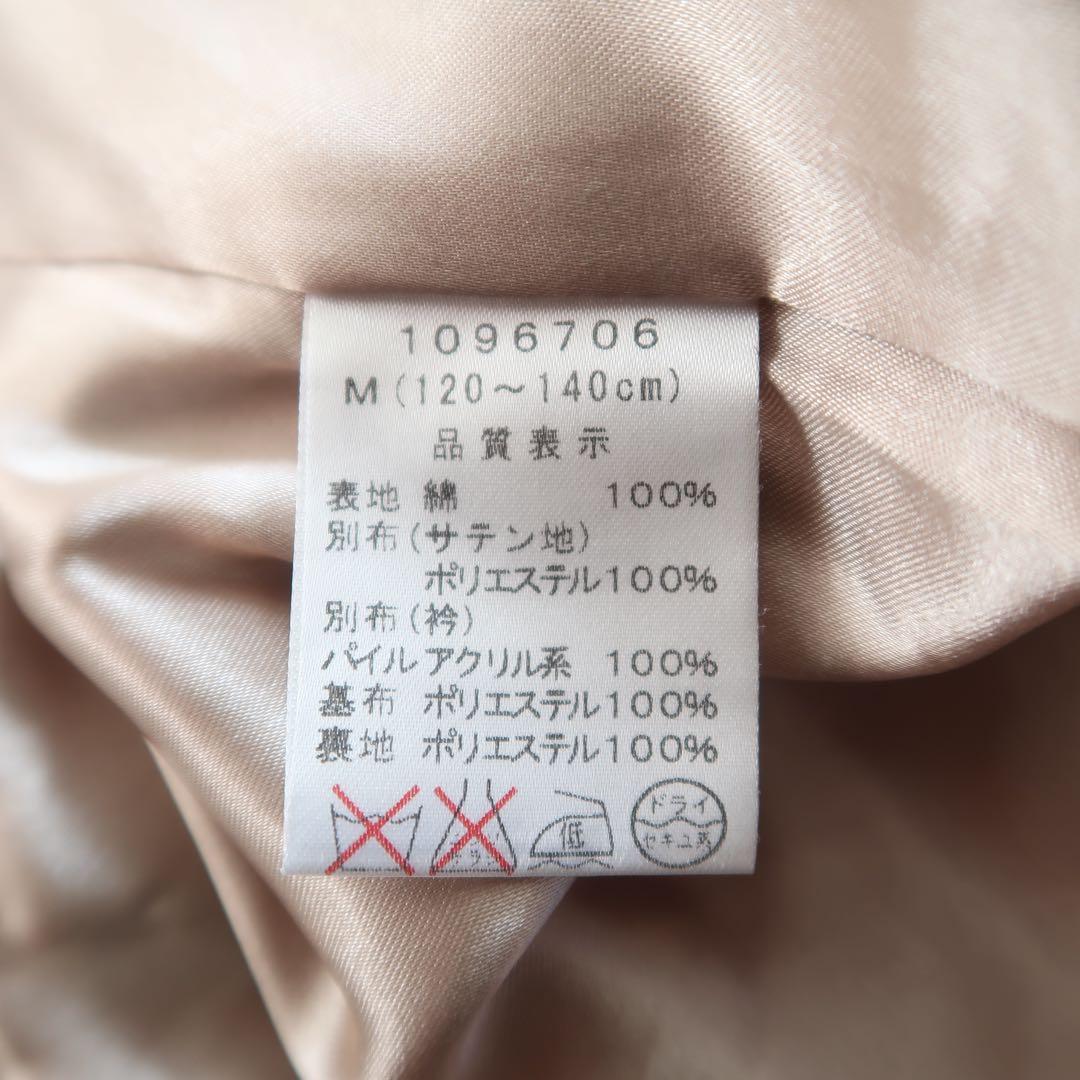 1096706
M(120〜140cm)
品質表示
表地 綿 100%
別布(サテン地)
ポリエステル100%
別布(衿)
パイルアクリル系 100%
基布 ポリエステル100%
裏地 ポリエステル100%
低
ドライ
セキユ系